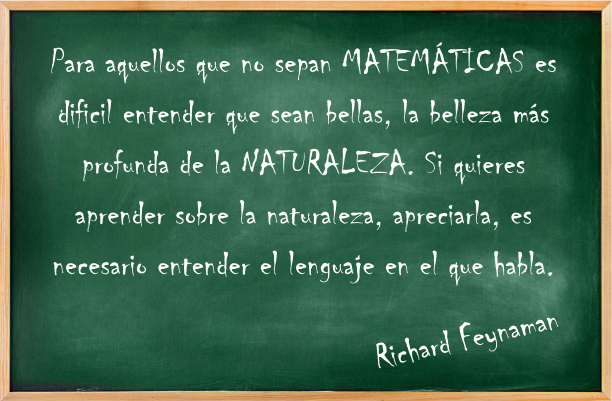 Para aquellos que no sepan MATEMÁTICAS es
dificil entender que sean bellas, la belleza más
profunda de la NATURALEZA. Si quieres
aprender sobre la naturaleza, apreciarla, es
necesario entender el lenguaje en el que habla.
Richard Feynaman